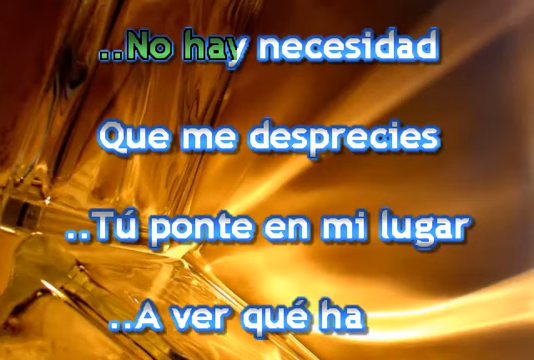 ..No hay necesidad
Que me desprecies
..Tú ponte en mi lugar
..A ver qué ha